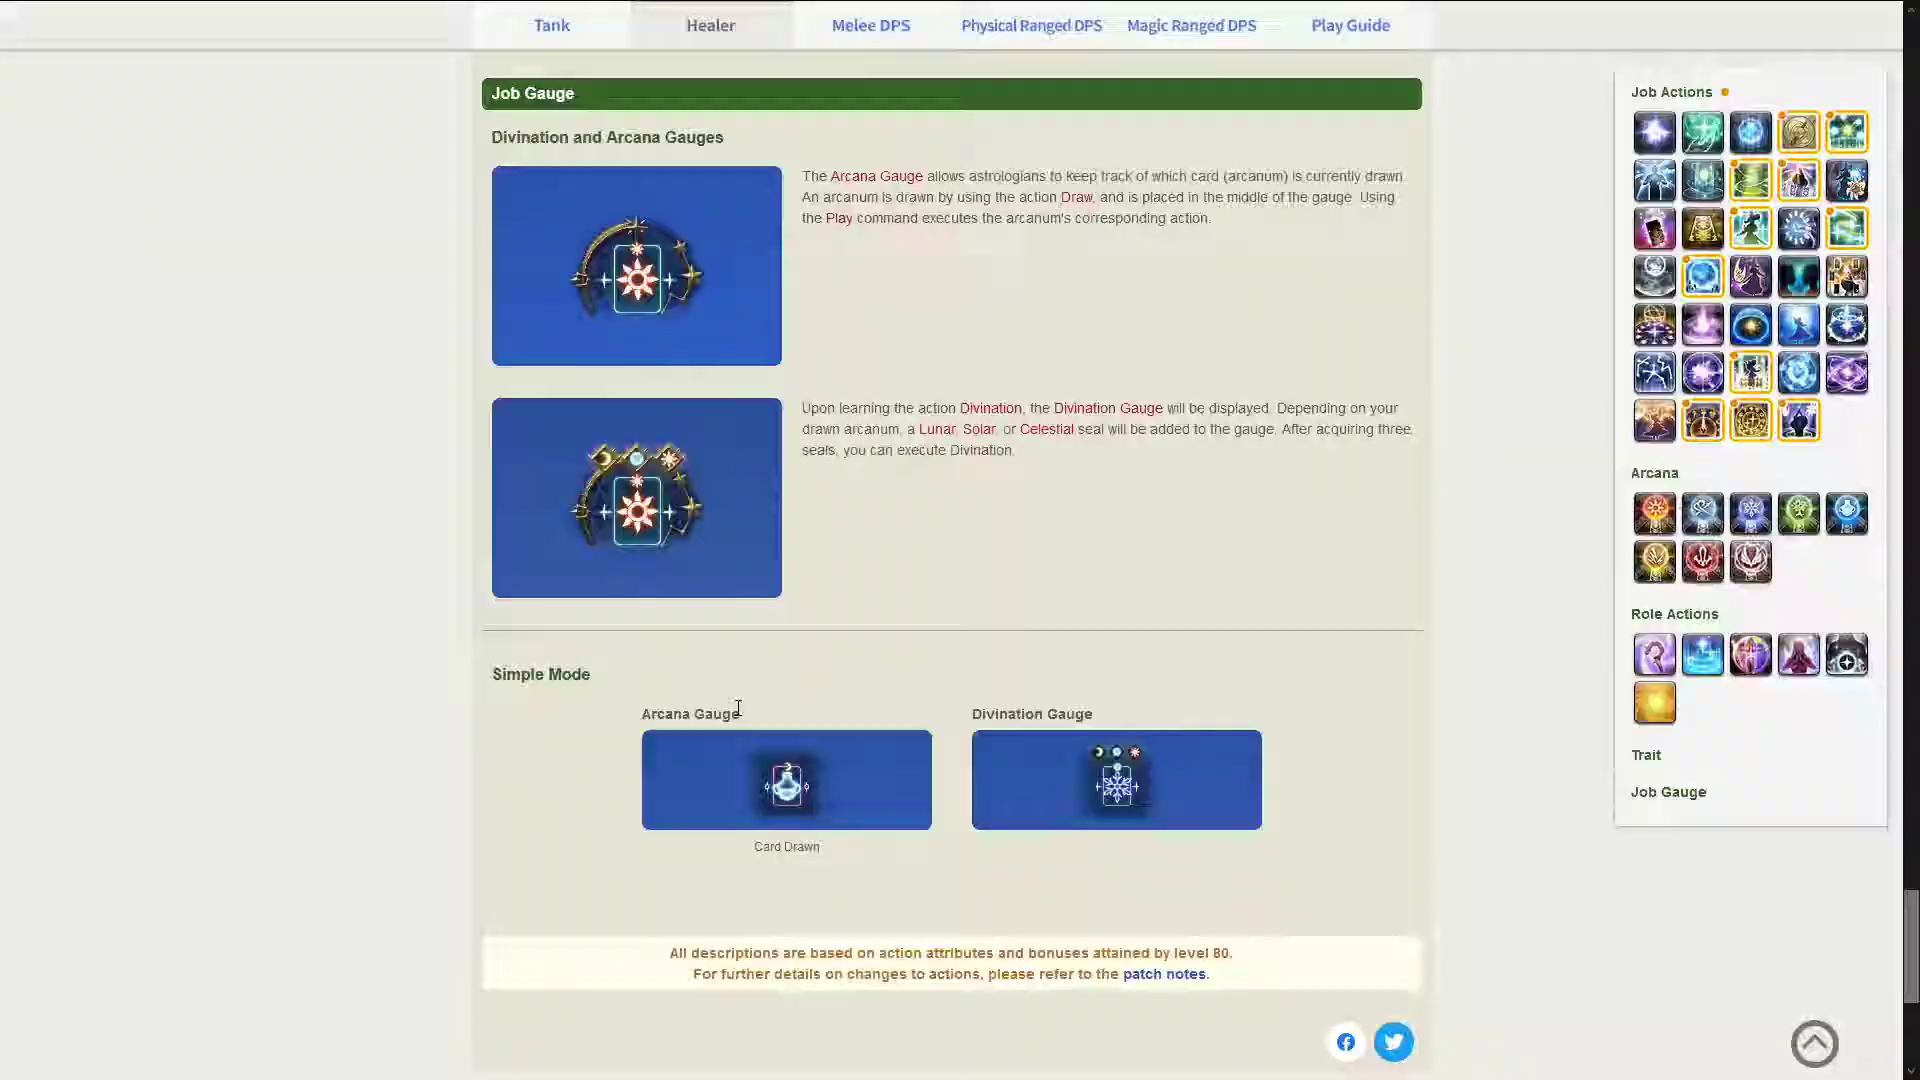 Tank
Healer
Melee DPS
Physical Ranged DPS
Magic Ranged DPS
Play Guide
Job Gauge
Divination and Arcana Gauges
The Arcana Gauge allows astrologians to keep track of which card (arcanum) is currently drawn.
An arcanum is drawn by using the action Draw, and is placed in the middle of the gauge. Using
the Play command executes the arcanum's corresponding action.
Upon learning the action Divination, the Divination Gauge will be displayed. Depending on your
drawn arcanum, a Lunar, Solar, or Celestial seal will be added to the gauge. After acquiring three
seals, you can execute Divination.
Simple Mode
Arcana Gauge
Divination Gauge
Card Drawn
All descriptions are based on action attributes and bonuses attained by level 80.
For further details on changes to actions, please refer to the patch notes.
Job Actions
Arcana
Role Actions
Trait
Job Gauge